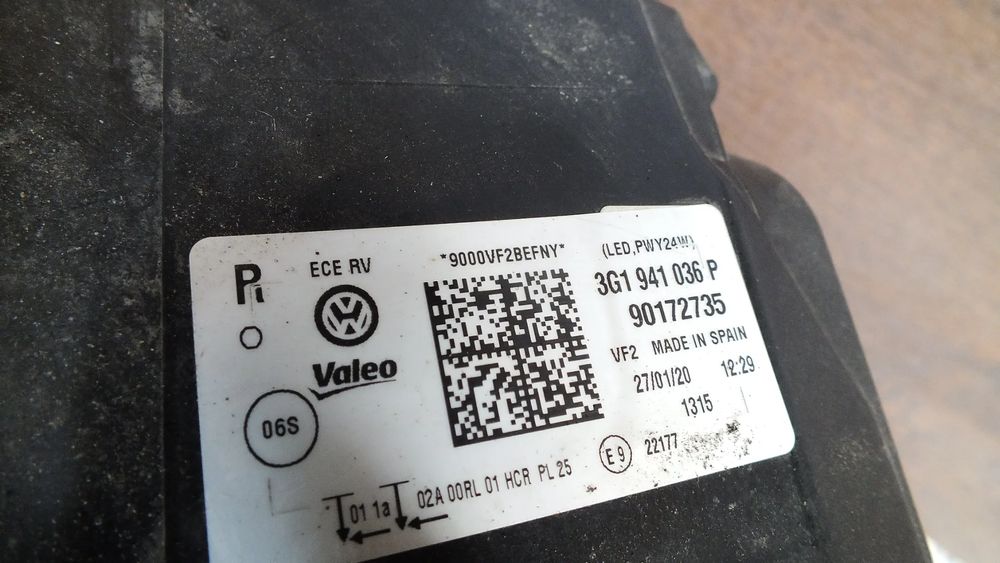 R
ECE RV
*9000VF2BEFNY*
(LED,PWY24W)
3G1 941 036 P
90172735
VF2 MADE IN SPAIN
27/01/20 12:29
1315
Valeo
06S
E9 22177
01 1a 02A 00RL 01 HCR PL 25